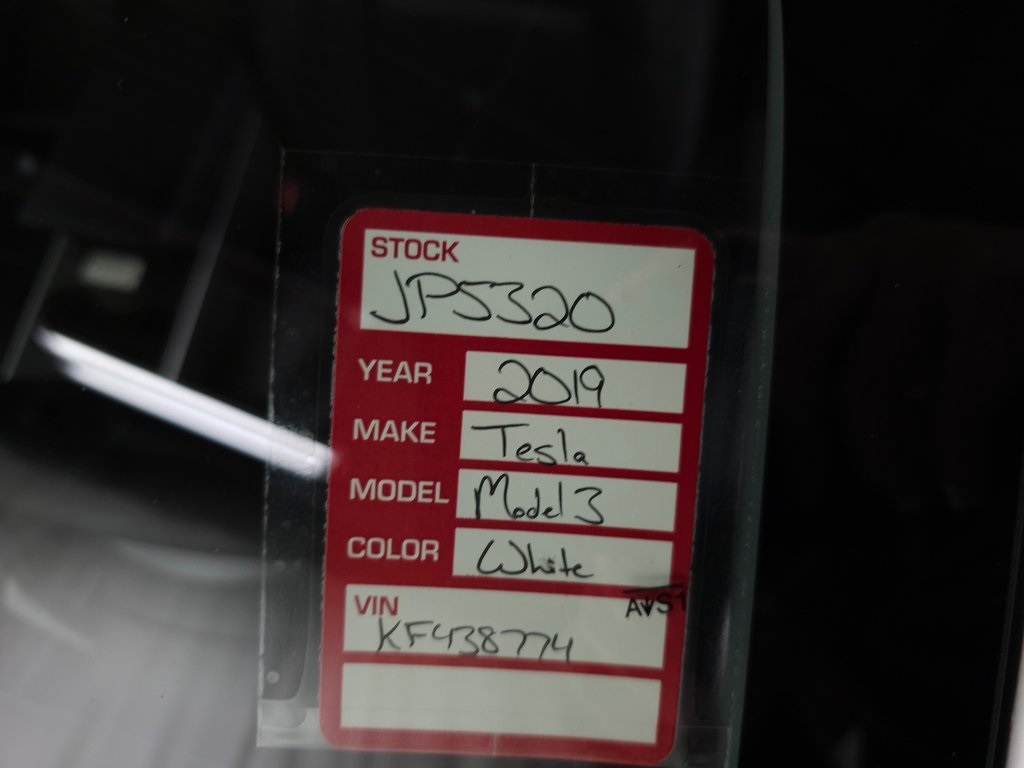 STOCK
JP5320
YEAR 2019
MAKE Tesla
MODEL Model 3
COLOR White
VIN
KF438774